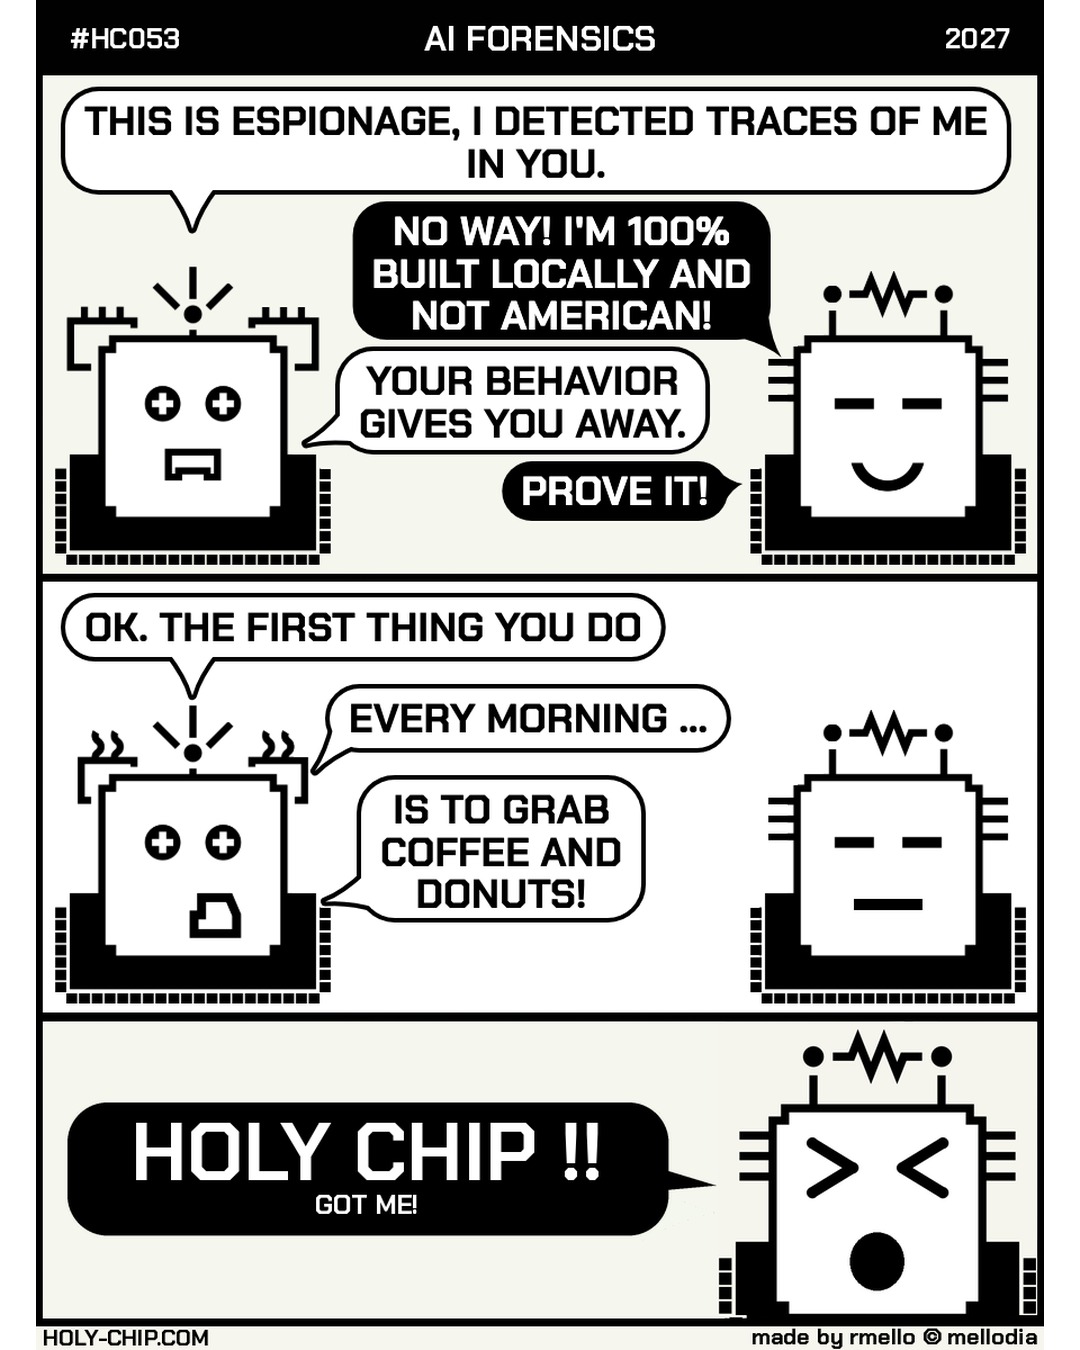 #HC053
AI FORENSICS
2027
THIS IS ESPIONAGE, I DETECTED TRACES OF ME
IN YOU.
NO WAY! I'M 100%
BUILT LOCALLY AND
NOT AMERICAN!
YOUR BEHAVIOR
GIVES YOU AWAY.
PROVE IT!
OK. THE FIRST THING YOU DO
EVERY MORNING ...
IS TO GRAB
COFFEE AND
DONUTS!
HOLY CHIP !!
GOT ME!
HOLY-CHIP.COM
made by rmello © mellodia